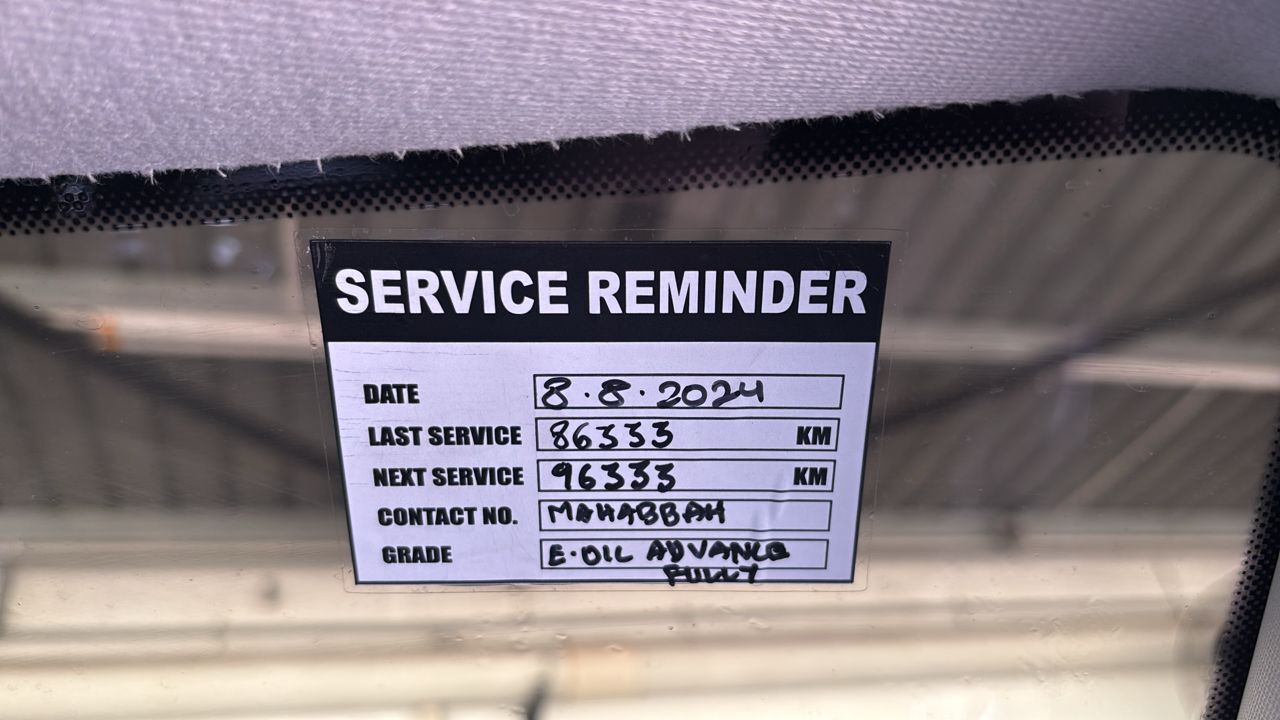 SERVICE REMINDER
DATE 8.8.2024
LAST SERVICE 86333 KM
NEXT SERVICE 96333 KM
CONTACT NO. MAHABBAH
GRADE E.OIL ADVANCE
FULLY